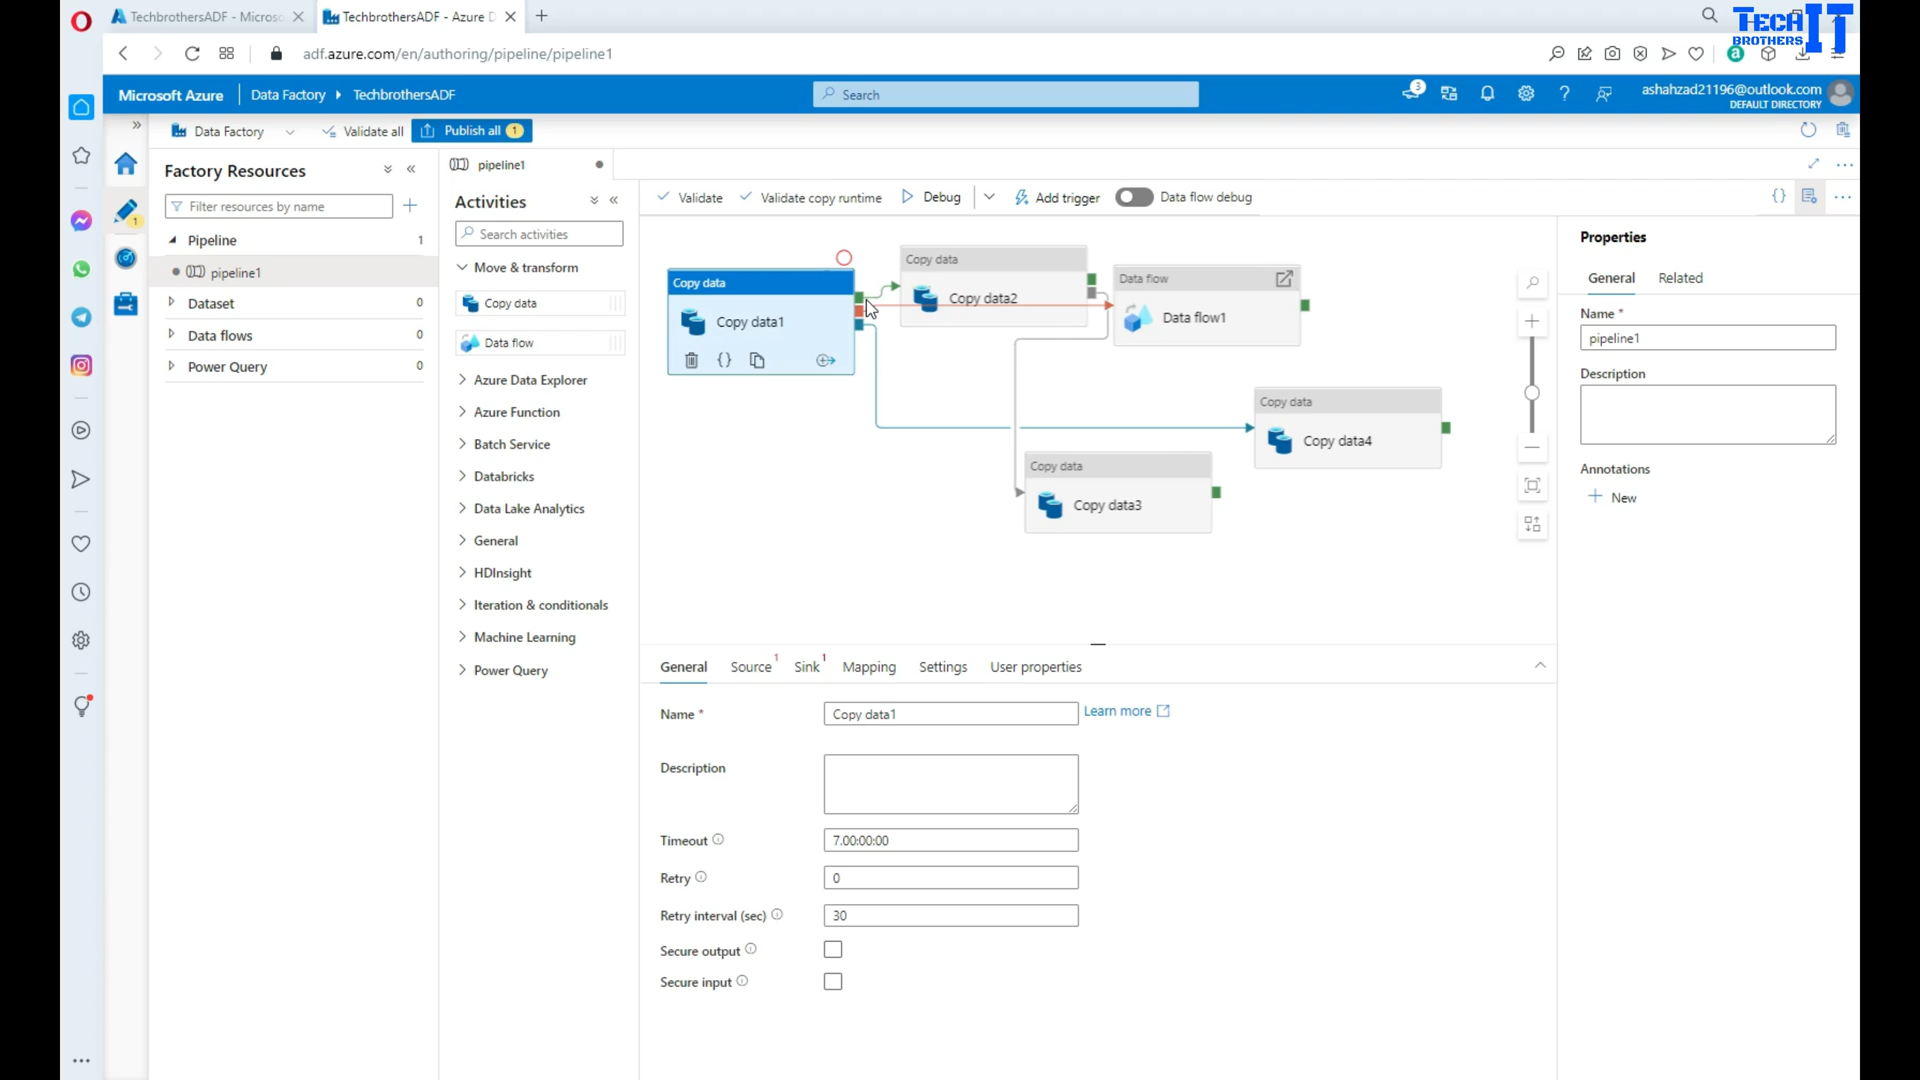 TechbrothersADF - Microso
TechbrothersADF - Azure D
TECH IT
BROTHERS
adf.azure.com/en/authoring/pipeline/pipeline1
a
Microsoft Azure
Data Factory
TechbrothersADF
Search
3
ashahzad21196@outlook.com
DEFAULT DIRECTORY
»
Data Factory
Validate all
Publish all 1
Factory Resources
Filter resources by name
1
Pipeline 1
pipeline1
Dataset 0
Data flows 0
Power Query 0
pipeline1
Activities
Search activities
Move & transform
Copy data
Data flow
Azure Data Explorer
Azure Function
Batch Service
Databricks
Data Lake Analytics
General
HDInsight
Iteration & conditionals
Machine Learning
Power Query
Validate
Validate copy runtime
Debug
Add trigger
Data flow debug
{}
Copy data
Copy data1
{}
Copy data
Copy data2
Data flow
Data flow1
Copy data
Copy data4
Copy data
Copy data3
General
Source 1
Sink 1
Mapping
Settings
User properties
Name *
Copy data1
Learn more
Description
Timeout
7.00:00:00
Retry
0
Retry interval (sec)
30
Secure output
Secure input
Properties
General
Related
Name *
pipeline1
Description
Annotations
New